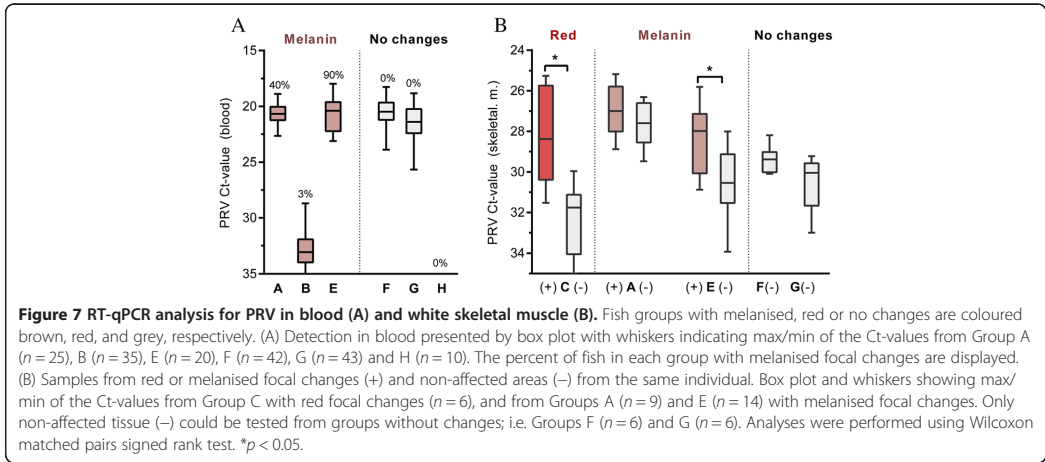 A
Melanin No changes
PRV Ct-value (blood)
15
20
25
30
35
40%
3%
90%
0%
0%
0%
A B E F G H
B
Red Melanin No changes
PRV Ct-value (skeletal. m.)
24
26
28
30
32
34
*
*
(+) C (-) (+) A (-) (+) E (-) F(-) G(-)
Figure 7 RT-qPCR analysis for PRV in blood (A) and white skeletal muscle (B). Fish groups with melanised, red or no changes are coloured
brown, red, and grey, respectively. (A) Detection in blood presented by box plot with whiskers indicating max/min of the Ct-values from Group A
(n = 25), B (n = 35), E (n = 20), F (n = 42), G (n = 43) and H (n = 10). The percent of fish in each group with melanised focal changes are displayed.
(B) Samples from red or melanised focal changes (+) and non-affected areas (−) from the same individual. Box plot and whiskers showing max/
min of the Ct-values from Group C with red focal changes (n = 6), and from Groups A (n = 9) and E (n = 14) with melanised focal changes. Only
non-affected tissue (−) could be tested from groups without changes; i.e. Groups F (n = 6) and G (n = 6). Analyses were performed using Wilcoxon
matched pairs signed rank test. *p < 0.05.